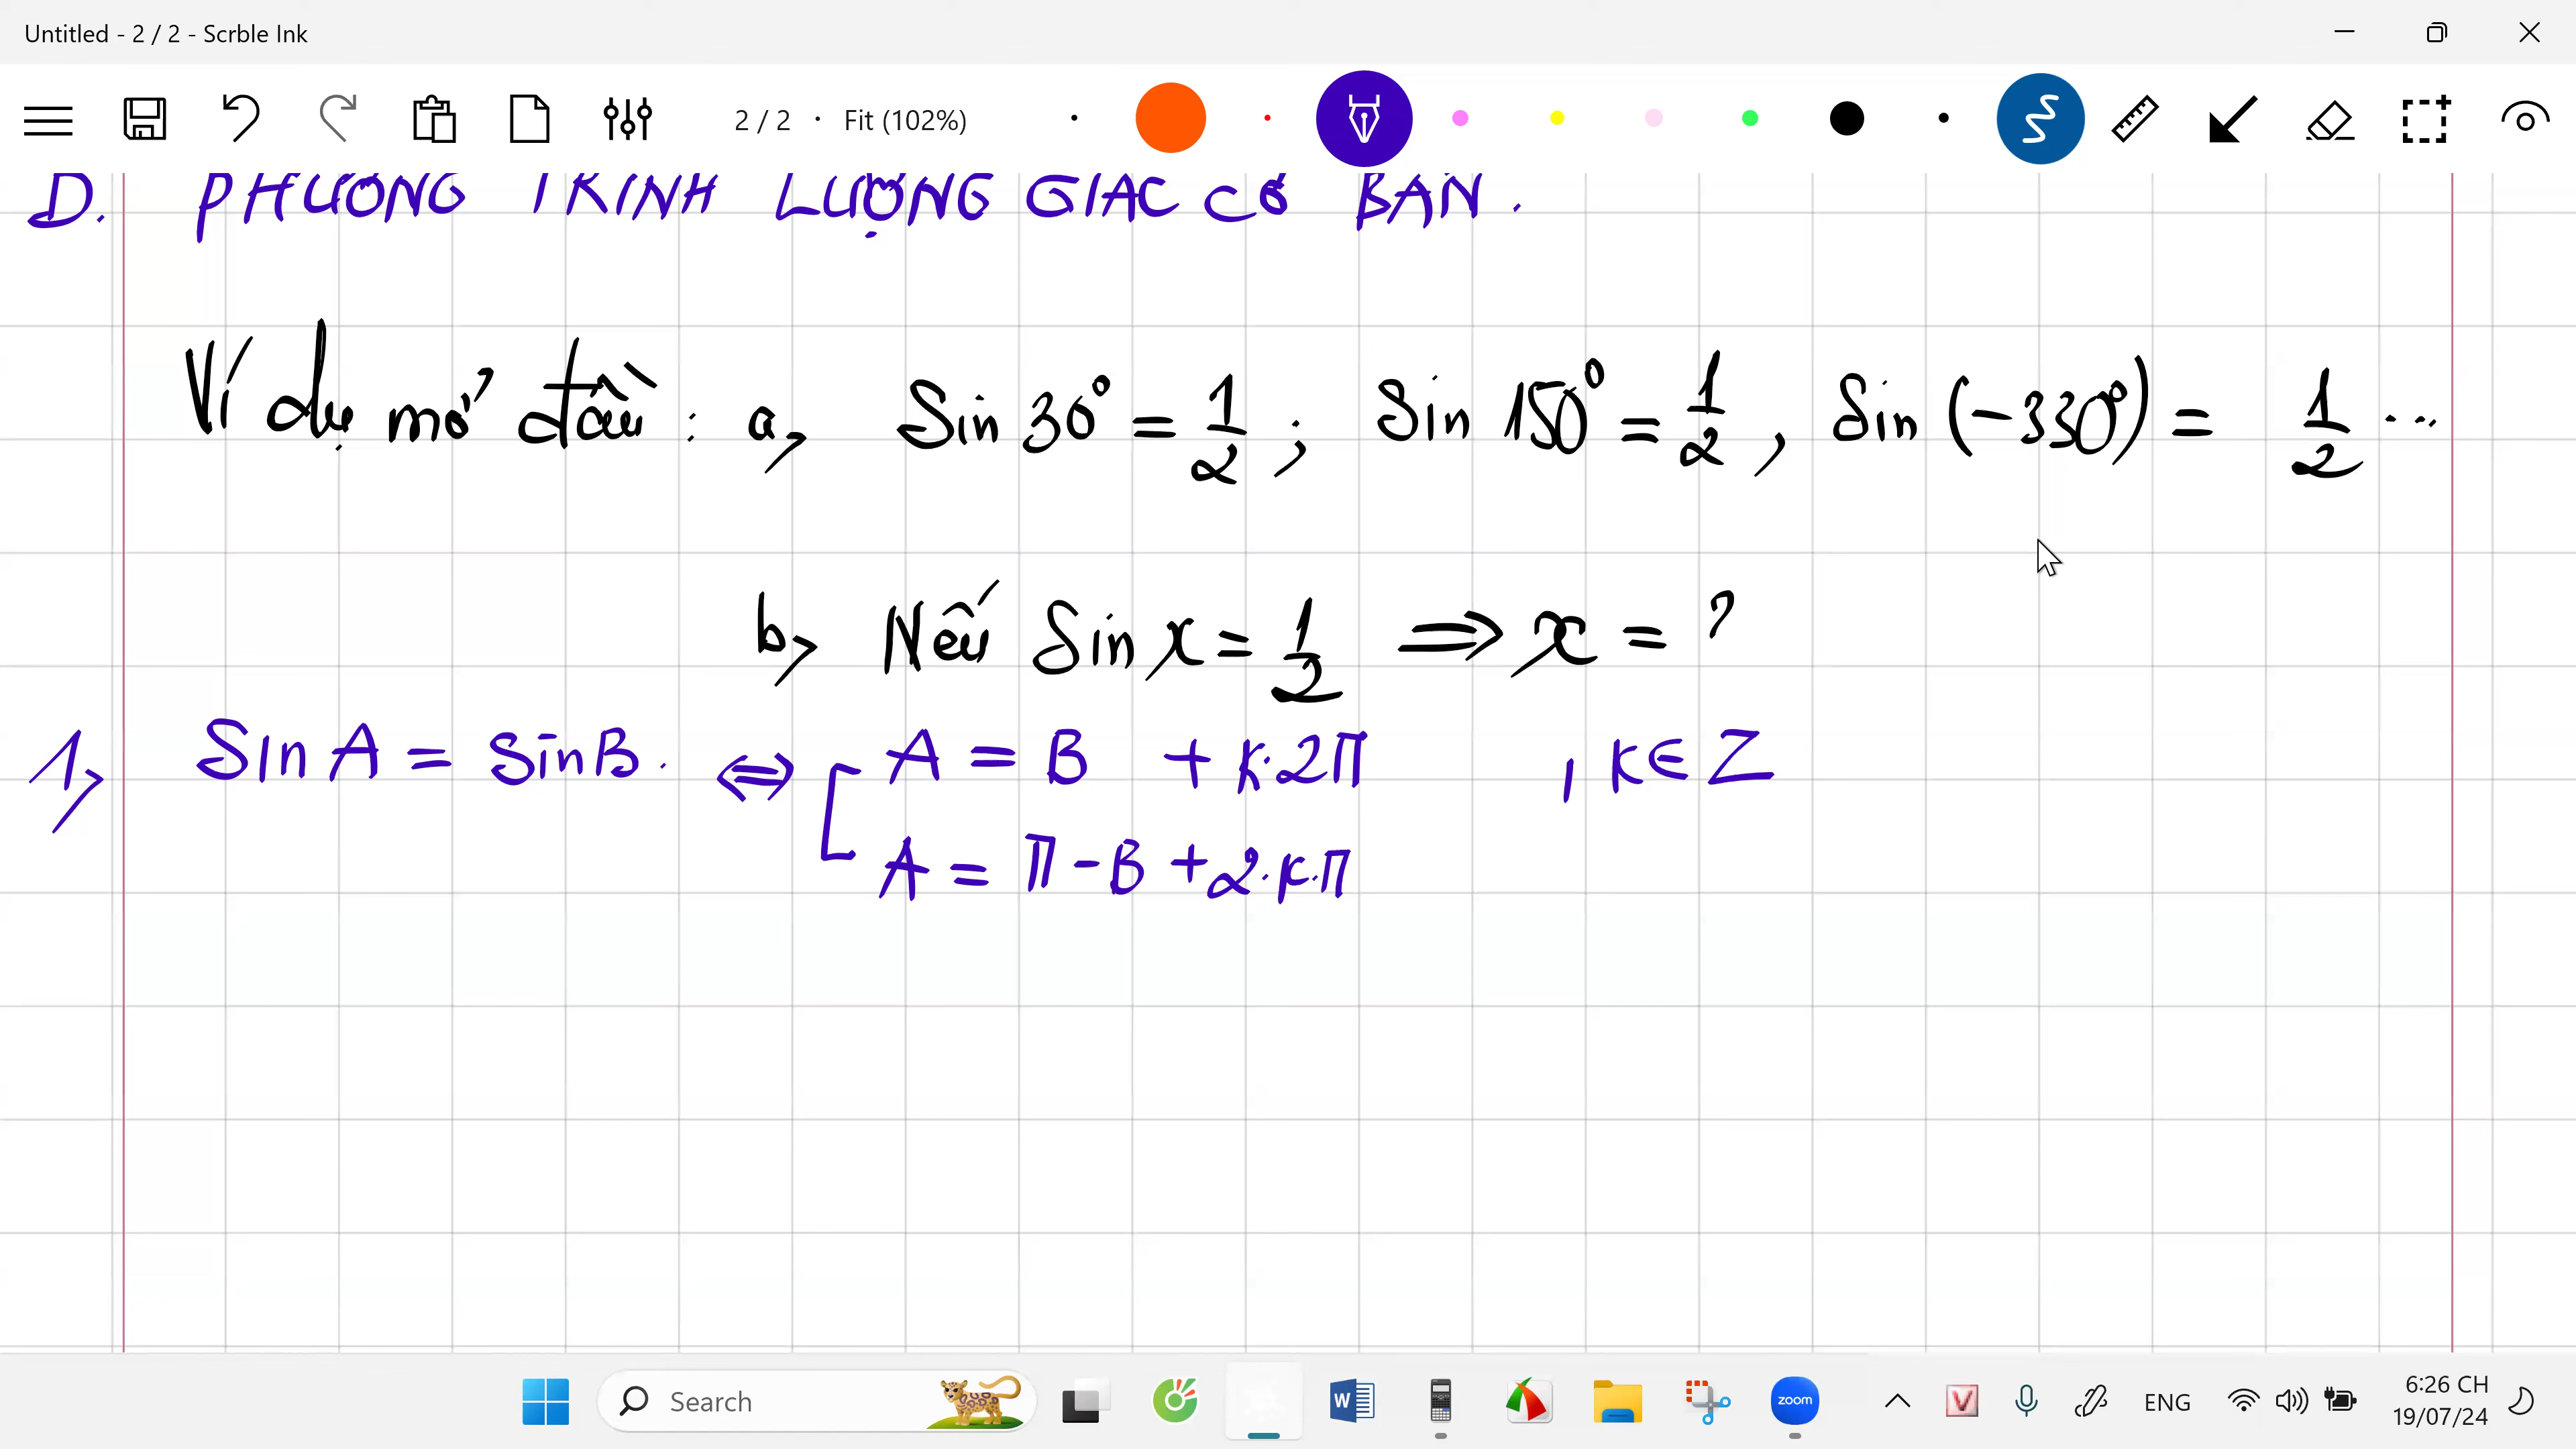 Untitled - 2 / 2 - Scrble Ink
2 / 2 · Fit (102%)
D. PHƯƠNG TRÌNH LƯỢNG GIÁC CƠ BẢN.
Ví dụ mở đầu : a, Sin 30° = 1/2 ; Sin 150° = 1/2 , Sin (-330°) = 1/2 ...
b, Nếu Sin x = 1/2 ⟹ x = ?
1, Sin A = Sin B. ⇔ [ A = B + K.2π , K ∈ Z
A = π - B + 2.K.π
Search
W
zoom
V
ENG
6:26 CH
19/07/24